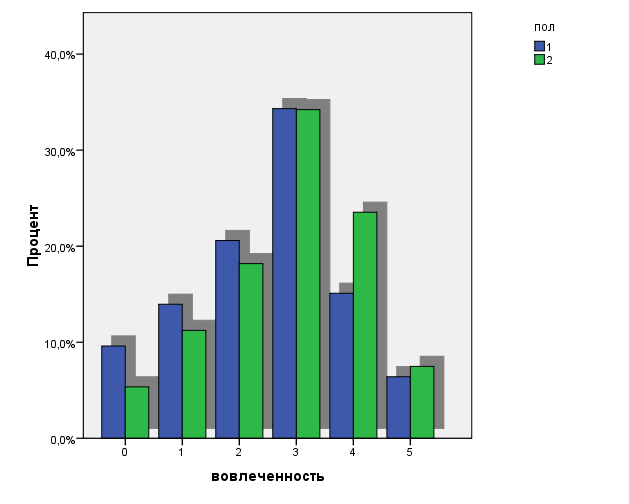 пол
1
2
40,0%
30,0%
20,0%
10,0%
0,0%
Процент
0 1 2 3 4 5
вовлеченность